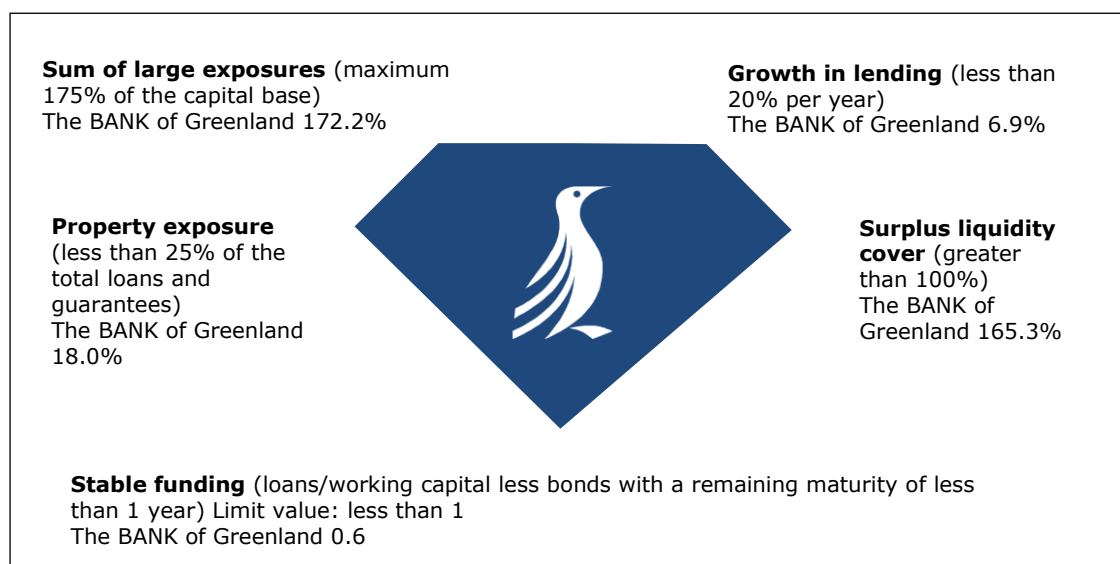 Sum of large exposures (maximum
175% of the capital base)
The BANK of Greenland 172.2%
Growth in lending (less than
20% per year)
The BANK of Greenland 6.9%
Property exposure
(less than 25% of the
total loans and
guarantees)
The BANK of Greenland
18.0%
Surplus liquidity
cover (greater
than 100%)
The BANK of
Greenland 165.3%
Stable funding (loans/working capital less bonds with a remaining maturity of less
than 1 year) Limit value: less than 1
The BANK of Greenland 0.6